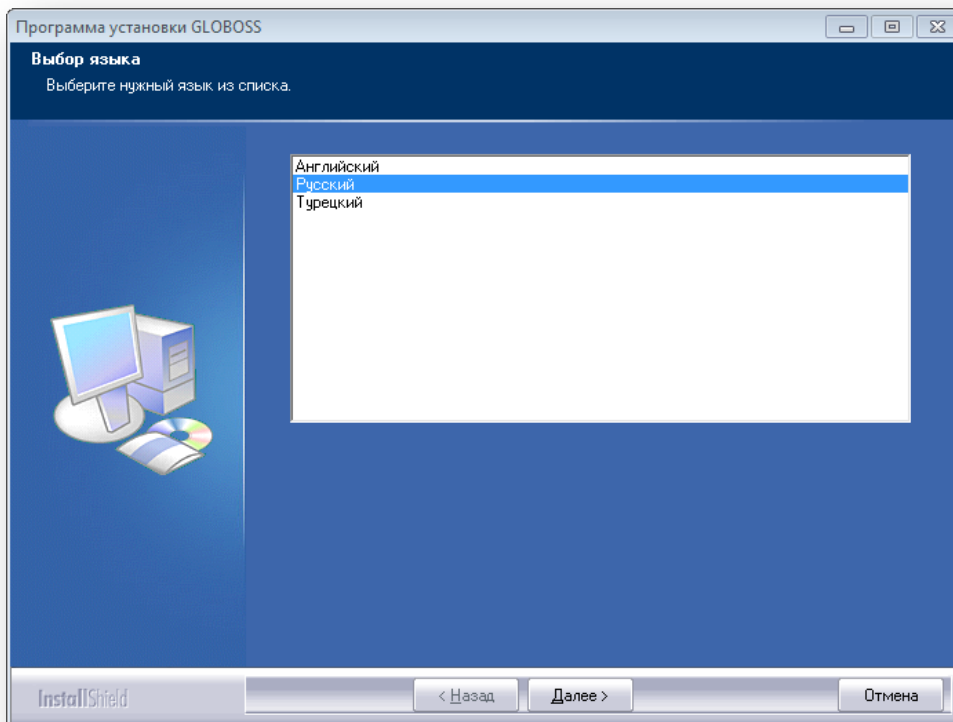 Программа установки GLOBOSS
Выбор языка
Выберите нужный язык из списка.
Английский
Русский
Турецкий
InstallShield
< Назад
Далее >
Отмена